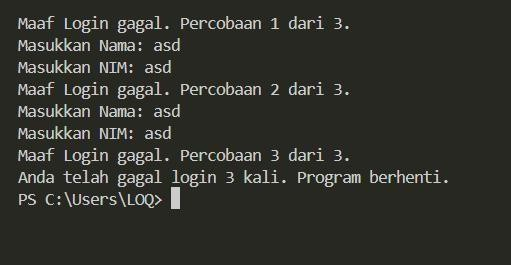 Maaf Login gagal. Percobaan 1 dari 3.
Masukkan Nama: asd
Masukkan NIM: asd
Maaf Login gagal. Percobaan 2 dari 3.
Masukkan Nama: asd
Masukkan NIM: asd
Maaf Login gagal. Percobaan 3 dari 3.
Anda telah gagal login 3 kali. Program berhenti.
PS C:\Users\LOQ>